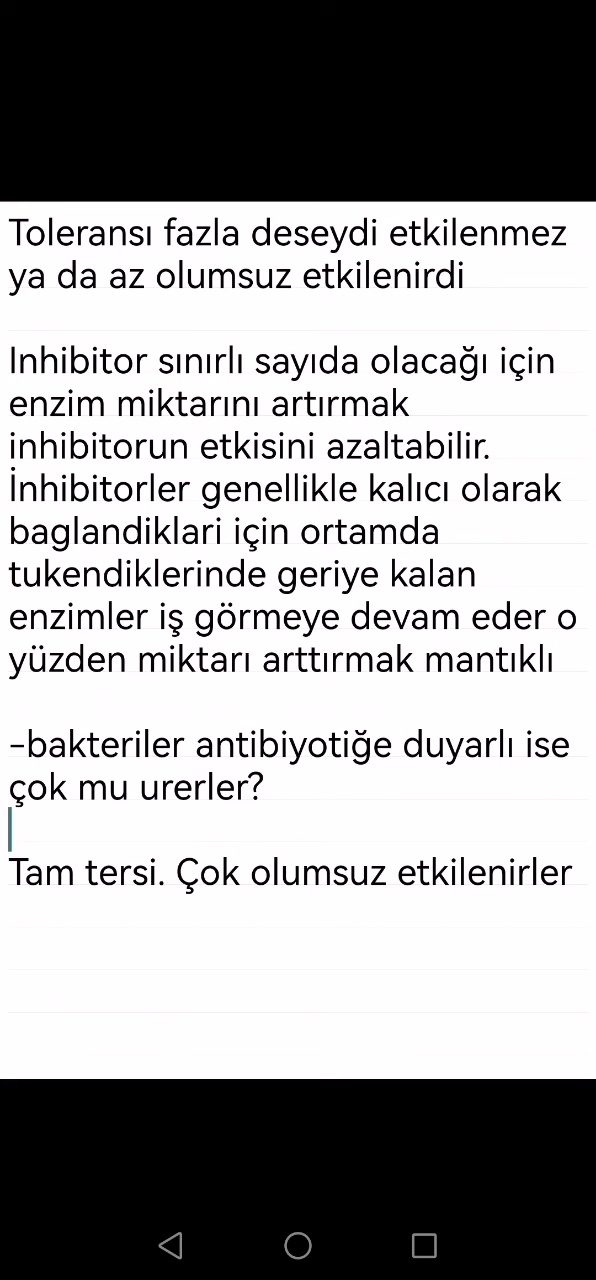 Toleransı fazla deseydi etkilenmez
ya da az olumsuz etkilenirdi
Inhibitor sınırlı sayıda olacağı için
enzim miktarını artırmak
inhibitorun etkisini azaltabilir.
İnhibitorler genellikle kalıcı olarak
baglandiklari için ortamda
tukendiklerinde geriye kalan
enzimler iş görmeye devam eder o
yüzden miktarı arttırmak mantıklı
-bakteriler antibiyotiğe duyarlı ise
çok mu urerler?
Tam tersi. Çok olumsuz etkilenirler